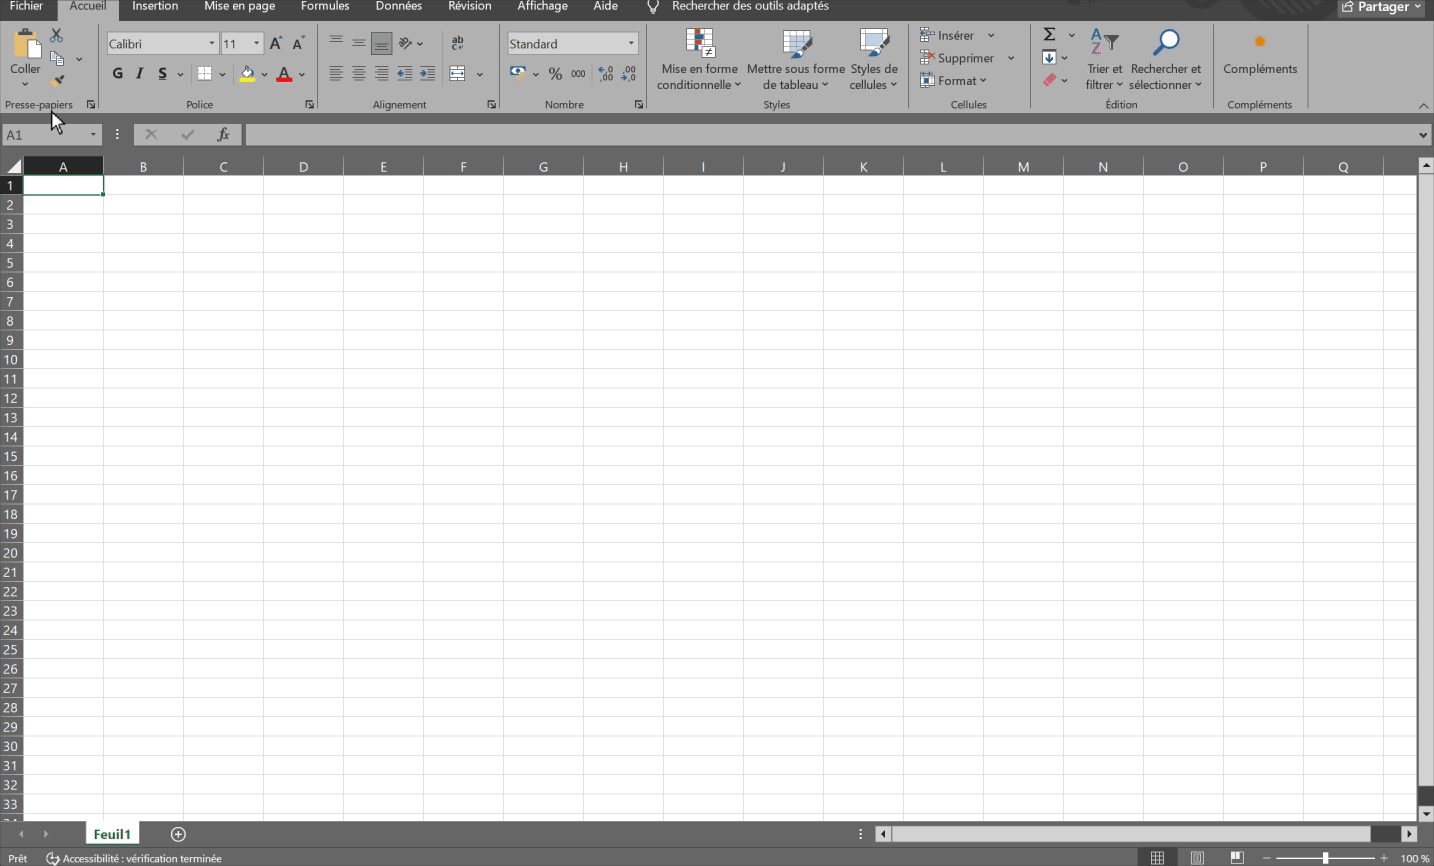 Fichier Accueil Insertion Mise en page Formules Données Révision Affichage Aide Rechercher des outils adaptés Partager
Coller
Presse-papiers
Calibri 11
G I S
Police
ab
Alignement
Standard
% 000
Nombre
Mise en forme conditionnelle
Mettre sous forme de tableau
Styles de cellules
Styles
Insérer
Supprimer
Format
Cellules
Σ
Trier et filtrer
Rechercher et sélectionner
Édition
Compléments
Compléments
A1 fx
A B C D E F G H I J K L M N O P Q
1
2
3
4
5
6
7
8
9
10
11
12
13
14
15
16
17
18
19
20
21
22
23
24
25
26
27
28
29
30
31
32
33
Feuil1
Prêt Accessibilité : vérification terminée 100 %